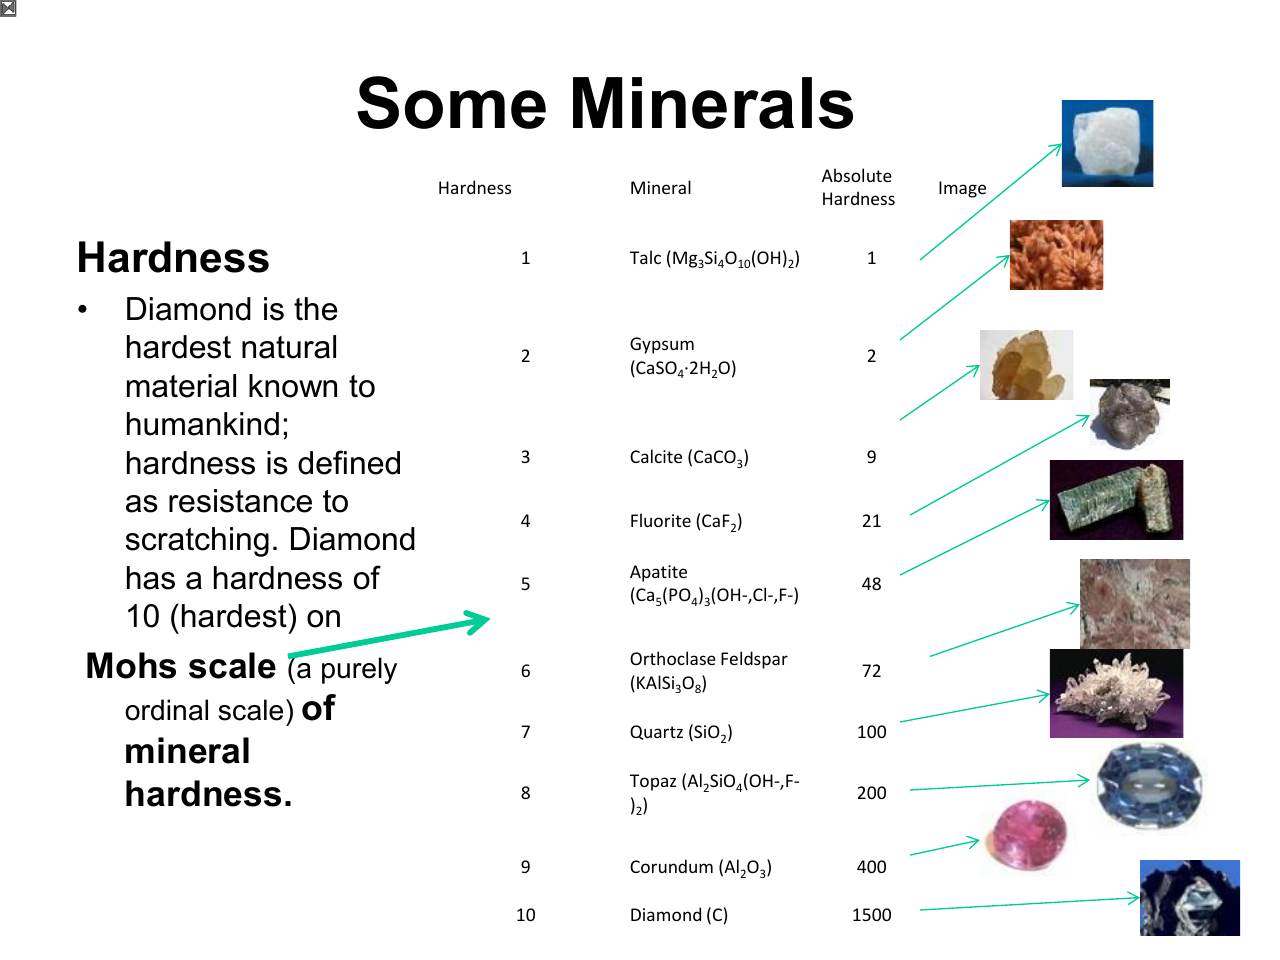 Some Minerals
Hardness
• Diamond is the
hardest natural
material known to
humankind;
hardness is defined
as resistance to
scratching. Diamond
has a hardness of
10 (hardest) on
Mohs scale (a purely
ordinal scale) of
mineral
hardness.
Hardness Mineral Absolute Hardness Image
1 Talc (Mg₃Si₄O₁₀(OH)₂) 1
2 Gypsum (CaSO₄·2H₂O) 2
3 Calcite (CaCO₃) 9
4 Fluorite (CaF₂) 21
5 Apatite (Ca₅(PO₄)₃(OH-,Cl-,F-) 48
6 Orthoclase Feldspar (KAlSi₃O₈) 72
7 Quartz (SiO₂) 100
8 Topaz (Al₂SiO₄(OH-,F-)₂) 200
9 Corundum (Al₂O₃) 400
10 Diamond (C) 1500